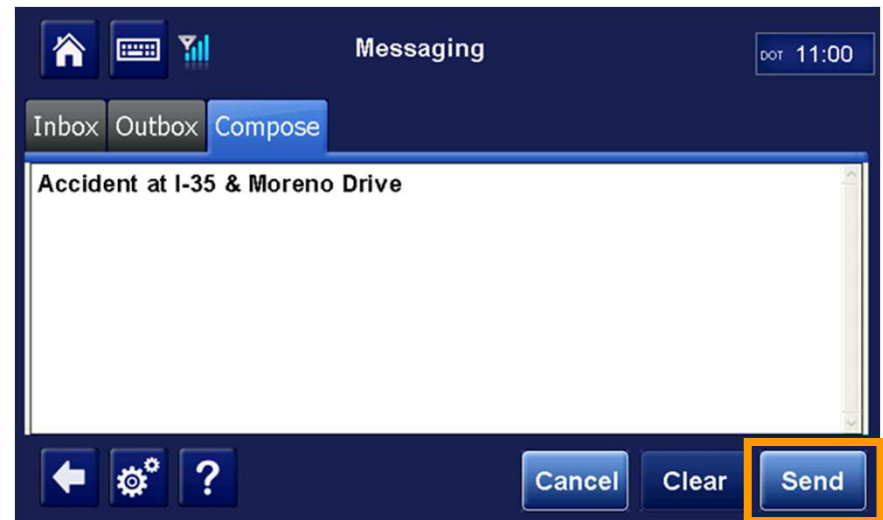 Messaging
DOT 11:00
Inbox Outbox Compose
Accident at I-35 & Moreno Drive
? Cancel Clear Send